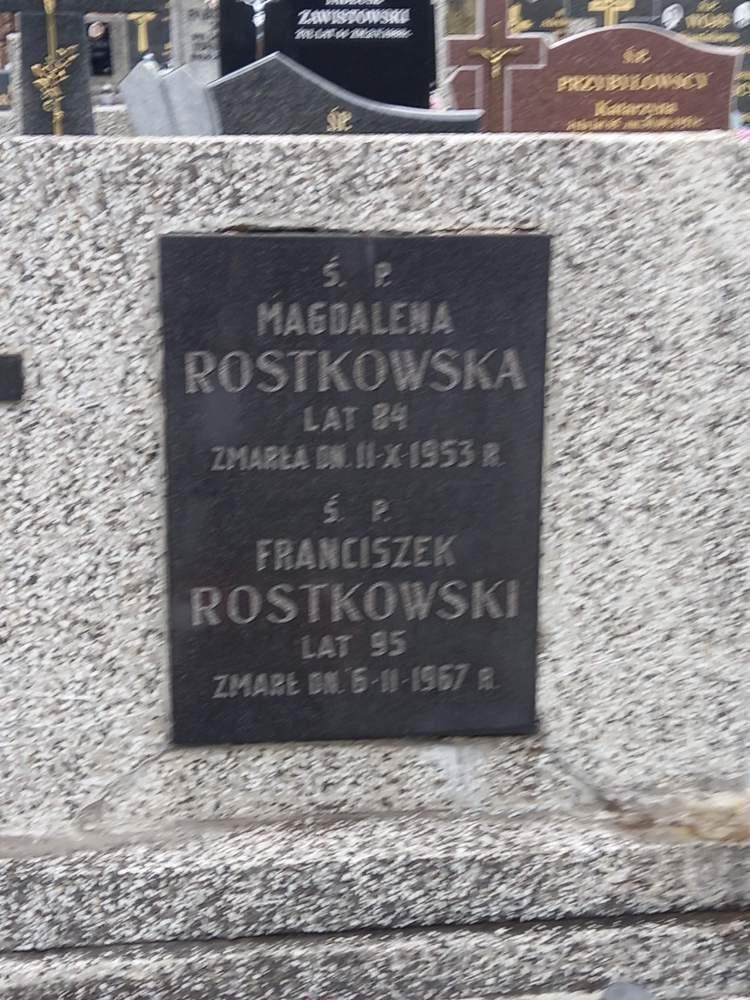 TADEUSZ
ZAWISTOWSKI
Ś.P.
Ś.P.
PRZYBYŁOWSCY
Katarzyna
Ś. P.
MAGDALENA
ROSTKOWSKA
LAT 84
ZMARŁA DN. 11-X-1953 R.
Ś. P.
FRANCISZEK
ROSTKOWSKI
LAT 95
ZMARŁ DN. 6-11-1967 R.